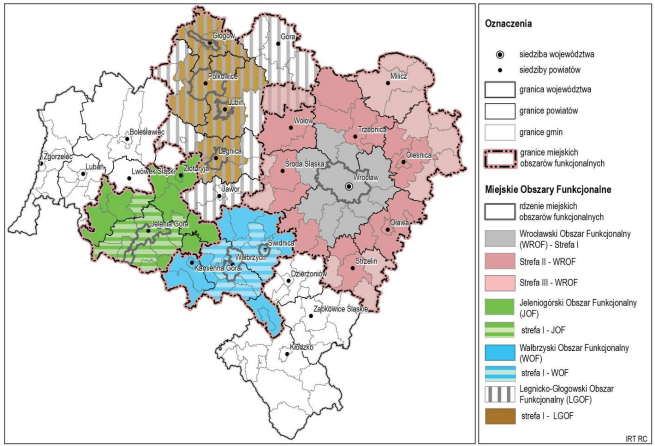 Głogów
Góra
Polkowice
Lubin
Milicz
Bolesławiec
Wołów
Trzebnica
Zgorzelec
Lubań
Lwówek Śląski
Złotoryja
Legnica
Środa Śląska
Oleśnica
Jawor
Wrocław
Jelenia Góra
Świdnica
Oława
Wałbrzych
Kamienna Góra
Strzelin
Dzierżoniów
Ząbkowice Śląskie
Kłodzko
Oznaczenia
siedziba województwa
siedziby powiatów
granica województwa
granice powiatów
granice gmin
granice miejskich
obszarów funkcjonalnych
Miejskie Obszary Funkcjonalne
rdzenie miejskich
obszarów funkcjonalnych
Wrocławski Obszar Funkcjonalny
(WROF) - Strefa I
Strefa II - WROF
Strefa III - WROF
Jeleniogórski Obszar Funkcjonalny
(JOF)
strefa I - JOF
Wałbrzyski Obszar Funkcjonalny
(WOF)
strefa I - WOF
Legnicko-Głogowski Obszar
Funkcjonalny (LGOF)
strefa I - LGOF
IRT RC